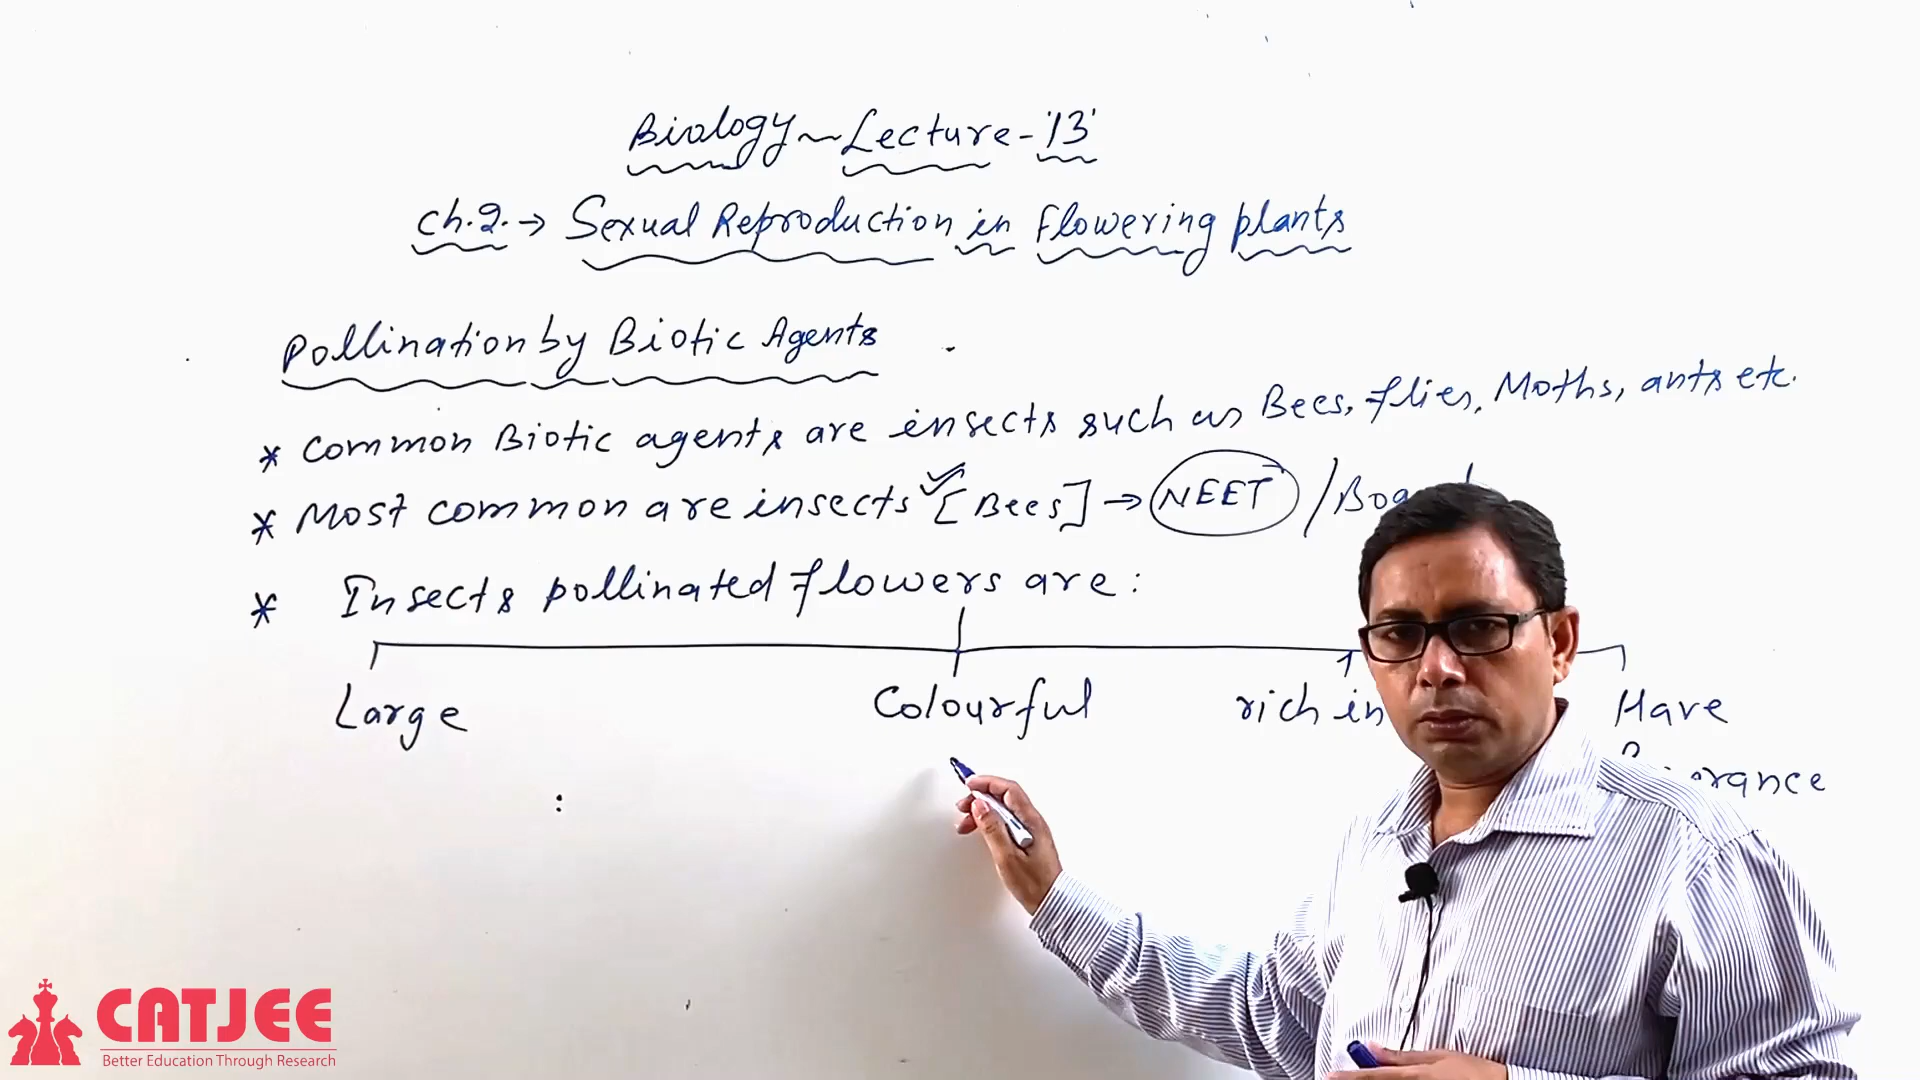 Biology ~ Lecture - '13'
Ch.2. → Sexual Reproduction in Flowering plants
Pollination by Biotic Agents
* Common Biotic agents are insects such as Bees, flies, Moths, ants etc.
* Most common are insects ✓ [Bees] → NEET /
* Insects pollinated flowers are:
Large Colourful rich in Have
CATJEE
Better Education Through Research